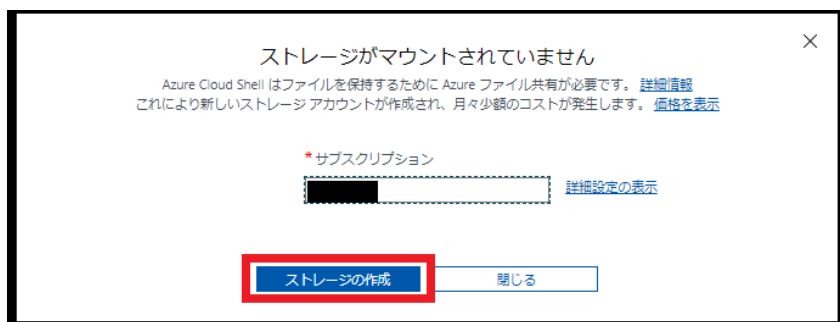 ストレージがマウントされていません
Azure Cloud Shell はファイルを保持するために Azure ファイル共有が必要です。 詳細情報
これにより新しいストレージ アカウントが作成され、月々少額のコストが発生します。 価格を表示
*サブスクリプション
詳細設定の表示
ストレージの作成 閉じる